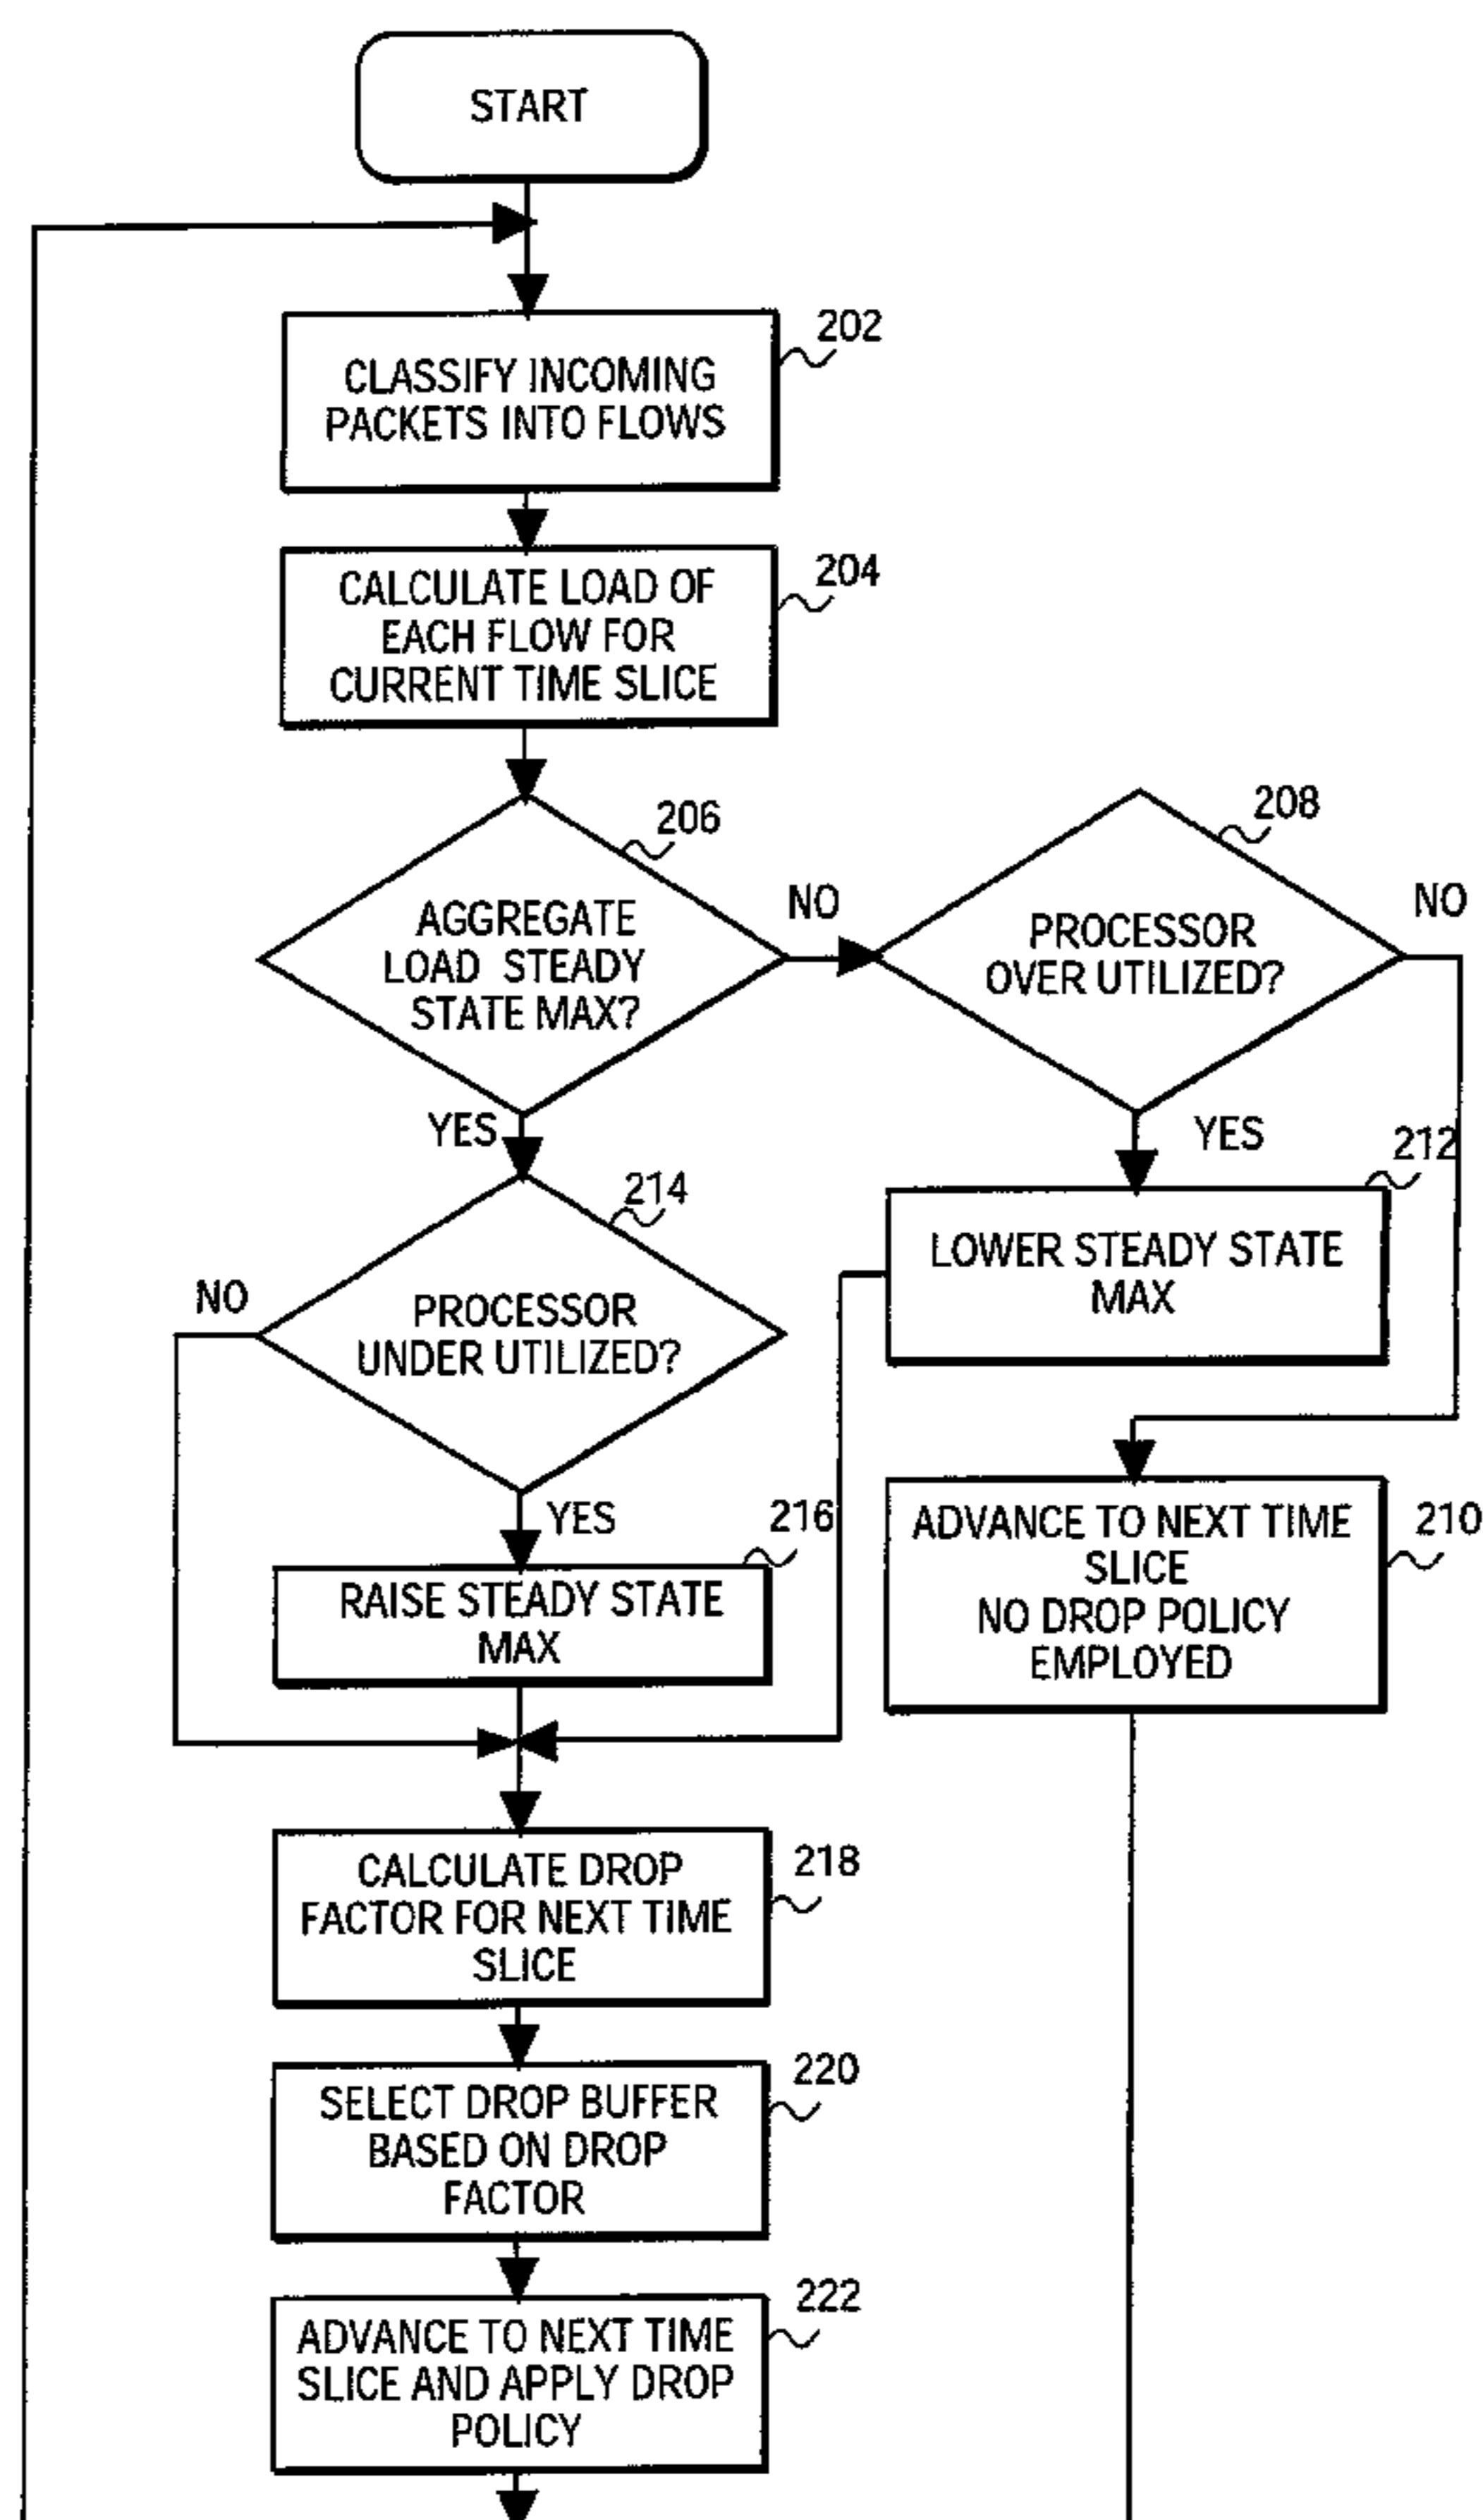 START
202
CLASSIFY INCOMING
PACKETS INTO FLOWS
204
CALCULATE LOAD OF
EACH FLOW FOR
CURRENT TIME SLICE
206
AGGREGATE
LOAD STEADY
STATE MAX?
NO
208
PROCESSOR
OVER UTILIZED?
NO
YES
YES
212
LOWER STEADY STATE
MAX
214
PROCESSOR
UNDER UTILIZED?
NO
YES
216
RAISE STEADY STATE
MAX
210
ADVANCE TO NEXT TIME
SLICE
NO DROP POLICY
EMPLOYED
218
CALCULATE DROP
FACTOR FOR NEXT TIME
SLICE
220
SELECT DROP BUFFER
BASED ON DROP
FACTOR
222
ADVANCE TO NEXT TIME
SLICE AND APPLY DROP
POLICY